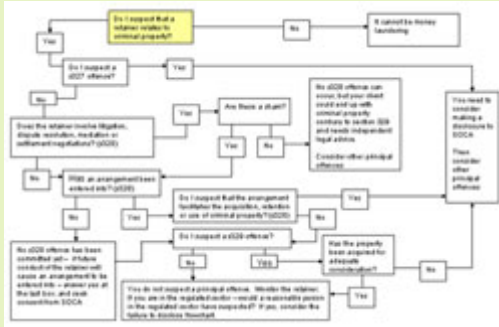 Do I suspect that a
retainer relates to
criminal property?
No
It cannot be money
laundering
Yes
Do I suspect a
s327 offence?
Yes
No
Does the retainer involve litigation,
dispute resolution, mediation or
settlement negotiations? (s328)
Yes
Are these a sham?
No s328 offence can
occur, but your client
could end up with
criminal property
contrary to section 329
and needs independent
legal advice.
Consider other principal
offences
You need to
consider
making a
disclosure to
SOCA
Then
consider
other
principal
offences
Yes
No
No
Has an arrangement been
entered into? (s328)
No
Yes
Do I suspect that the arrangement
facilitates the acquisition, retention
or use of criminal property? (s328)
Yes
No
Do I suspect a s329 offence?
No s328 offence has been
committed yet – if future
conduct of the retainer will
cause an arrangement to be
entered into – answer yes at
the last box, and seek
consent from SOCA
No
Yes
Has the property
been acquired for
adequate
consideration?
No
Yes
You do not suspect a principal offence. Monitor the retainer.
If you are in the regulated sector – would a reasonable person
in the regulated sector have suspected? If yes, consider the
failure to disclose flowchart.